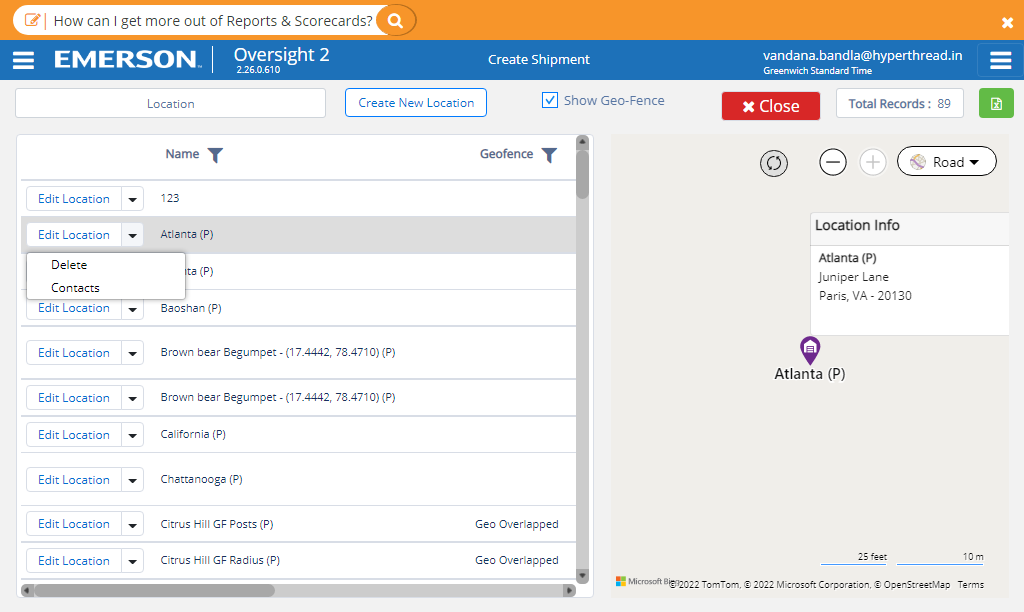 How can I get more out of Reports & Scorecards?
EMERSON
Oversight 2
2.26.0.610
Create Shipment
vandana.bandla@hyperthread.in
Greenwich Standard Time
Location
Create New Location
Show Geo-Fence
Close
Total Records : 89
Name
Geofence
Edit Location 123
Edit Location Atlanta (P)
Delete
Contacts
ta (P)
Edit Location Baoshan (P)
Edit Location Brown bear Begumpet - (17.4442, 78.4710) (P)
Edit Location Brown bear Begumpet - (17.4442, 78.4710) (P)
Edit Location California (P)
Edit Location Chattanooga (P)
Edit Location Citrus Hill GF Posts (P) Geo Overlapped
Edit Location Citrus Hill GF Radius (P) Geo Overlapped
Road
Location Info
Atlanta (P)
Juniper Lane
Paris, VA - 20130
Atlanta (P)
25 feet 10 m
Microsoft Bing
©2022 TomTom, © 2022 Microsoft Corporation, © OpenStreetMap Terms